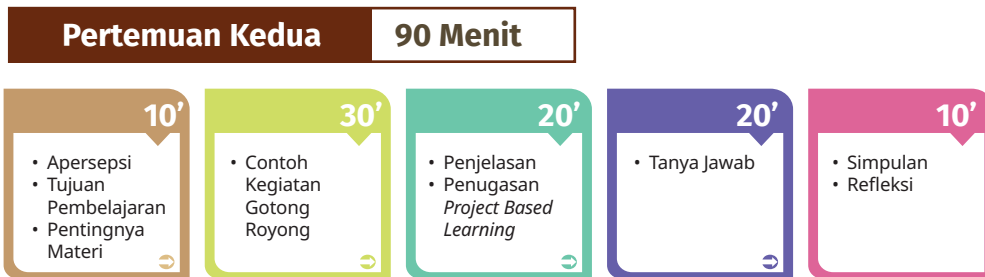 Pertemuan Kedua 90 Menit
10’
• Apersepsi
• Tujuan
Pembelajaran
• Pentingnya
Materi
30’
• Contoh
Kegiatan
Gotong
Royong
20’
• Penjelasan
• Penugasan
Project Based
Learning
20’
• Tanya Jawab
10’
• Simpulan
• Refleksi